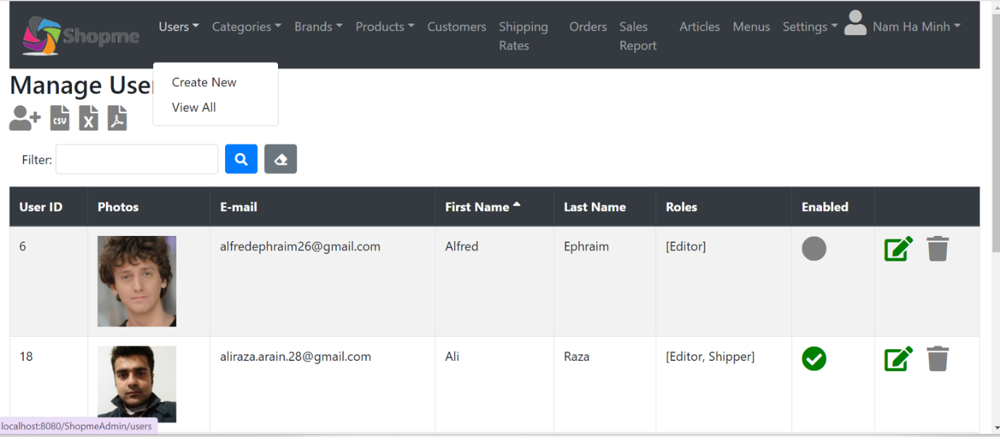 Shopme
Users Categories Brands Products Customers Shipping Rates Orders Sales Report Articles Menus Settings Nam Ha Minh
Create New
View All
Manage Use
CSV X
Filter:
User ID Photos E-mail First Name Last Name Roles Enabled
6 alfredephraim26@gmail.com Alfred Ephraim [Editor]
18 aliraza.arain.28@gmail.com Ali Raza [Editor, Shipper]
localhost:8080/ShopmeAdmin/users